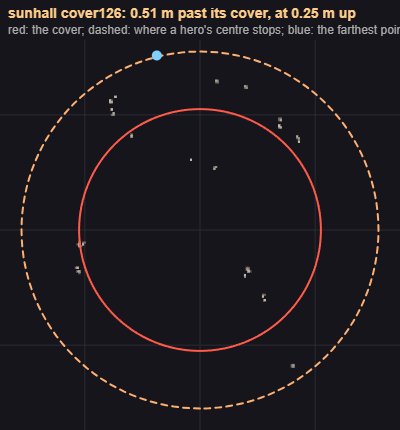 sunhall cover126: 0.51 m past its cover, at 0.25 m up
red: the cover; dashed: where a hero's centre stops; blue: the farthest